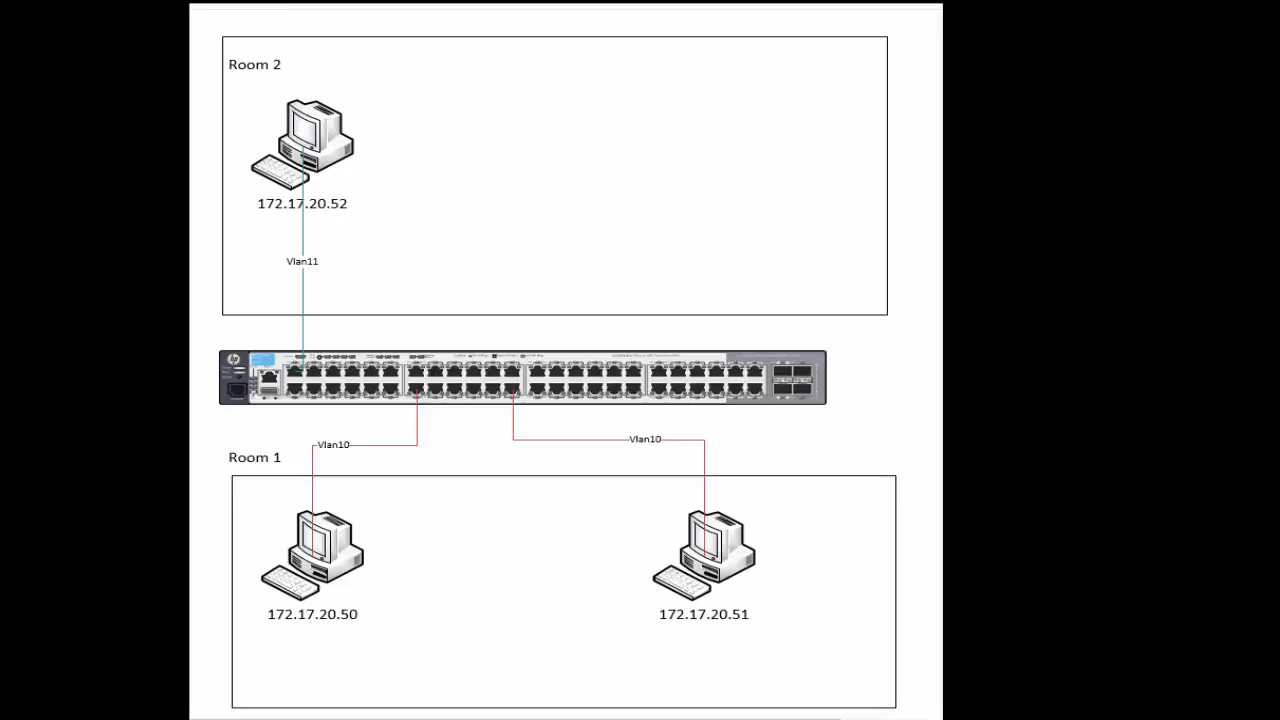 Room 2
172.17.20.52
Vlan11
hp
Vlan10
Vlan10
Room 1
172.17.20.50
172.17.20.51